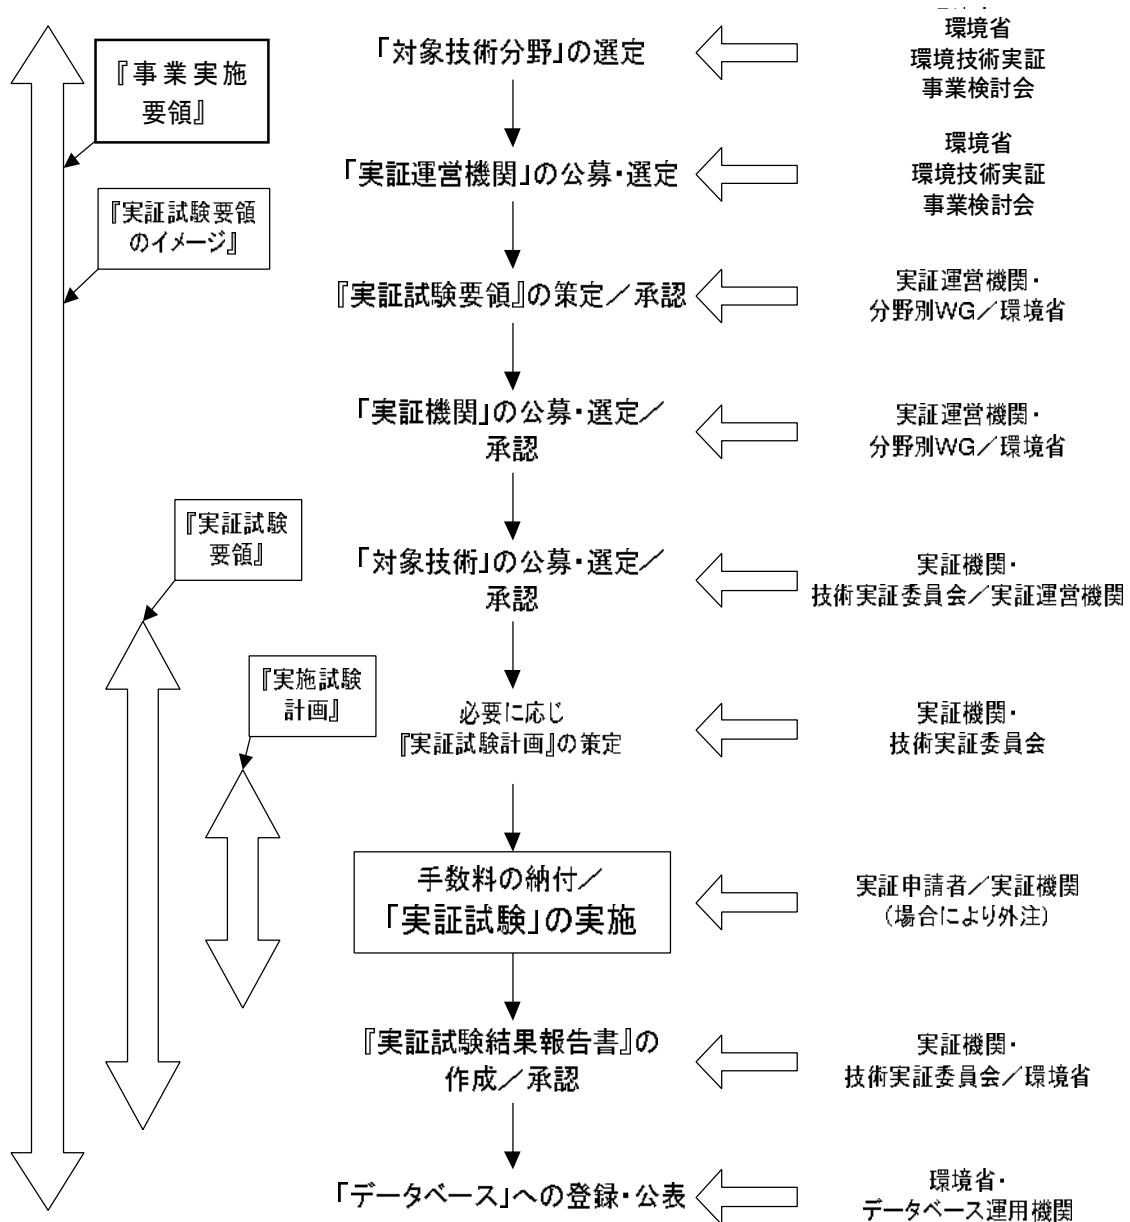 「対象技術分野」の選定
環境省
環境技術実証
事業検討会
『事業実施
要領』
「実証運営機関」の公募・選定
環境省
環境技術実証
事業検討会
『実証試験要領
のイメージ』
『実証試験要領』の策定／承認
実証運営機関・
分野別WG／環境省
「実証機関」の公募・選定／
承認
実証運営機関・
分野別WG／環境省
『実証試験
要領』
「対象技術」の公募・選定／
承認
実証機関・
技術実証委員会／実証運営機関
『実施試験
計画』
必要に応じ
『実証試験計画』の策定
実証機関・
技術実証委員会
手数料の納付／
「実証試験」の実施
実証申請者／実証機関
（場合により外注）
『実証試験結果報告書』の
作成／承認
実証機関・
技術実証委員会／環境省
「データベース」への登録・公表
環境省・
データベース運用機関